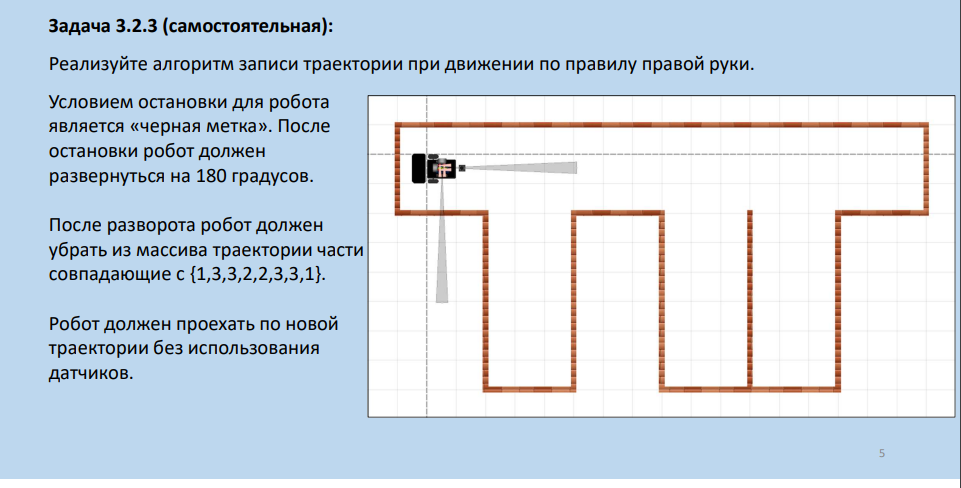 Задача 3.2.3 (самостоятельная):
Реализуйте алгоритм записи траектории при движении по правилу правой руки.
Условием остановки для робота
является «черная метка». После
остановки робот должен
развернуться на 180 градусов.
После разворота робот должен
убрать из массива траектории части
совпадающие с {1,3,3,2,2,3,3,1}.
Робот должен проехать по новой
траектории без использования
датчиков.
5